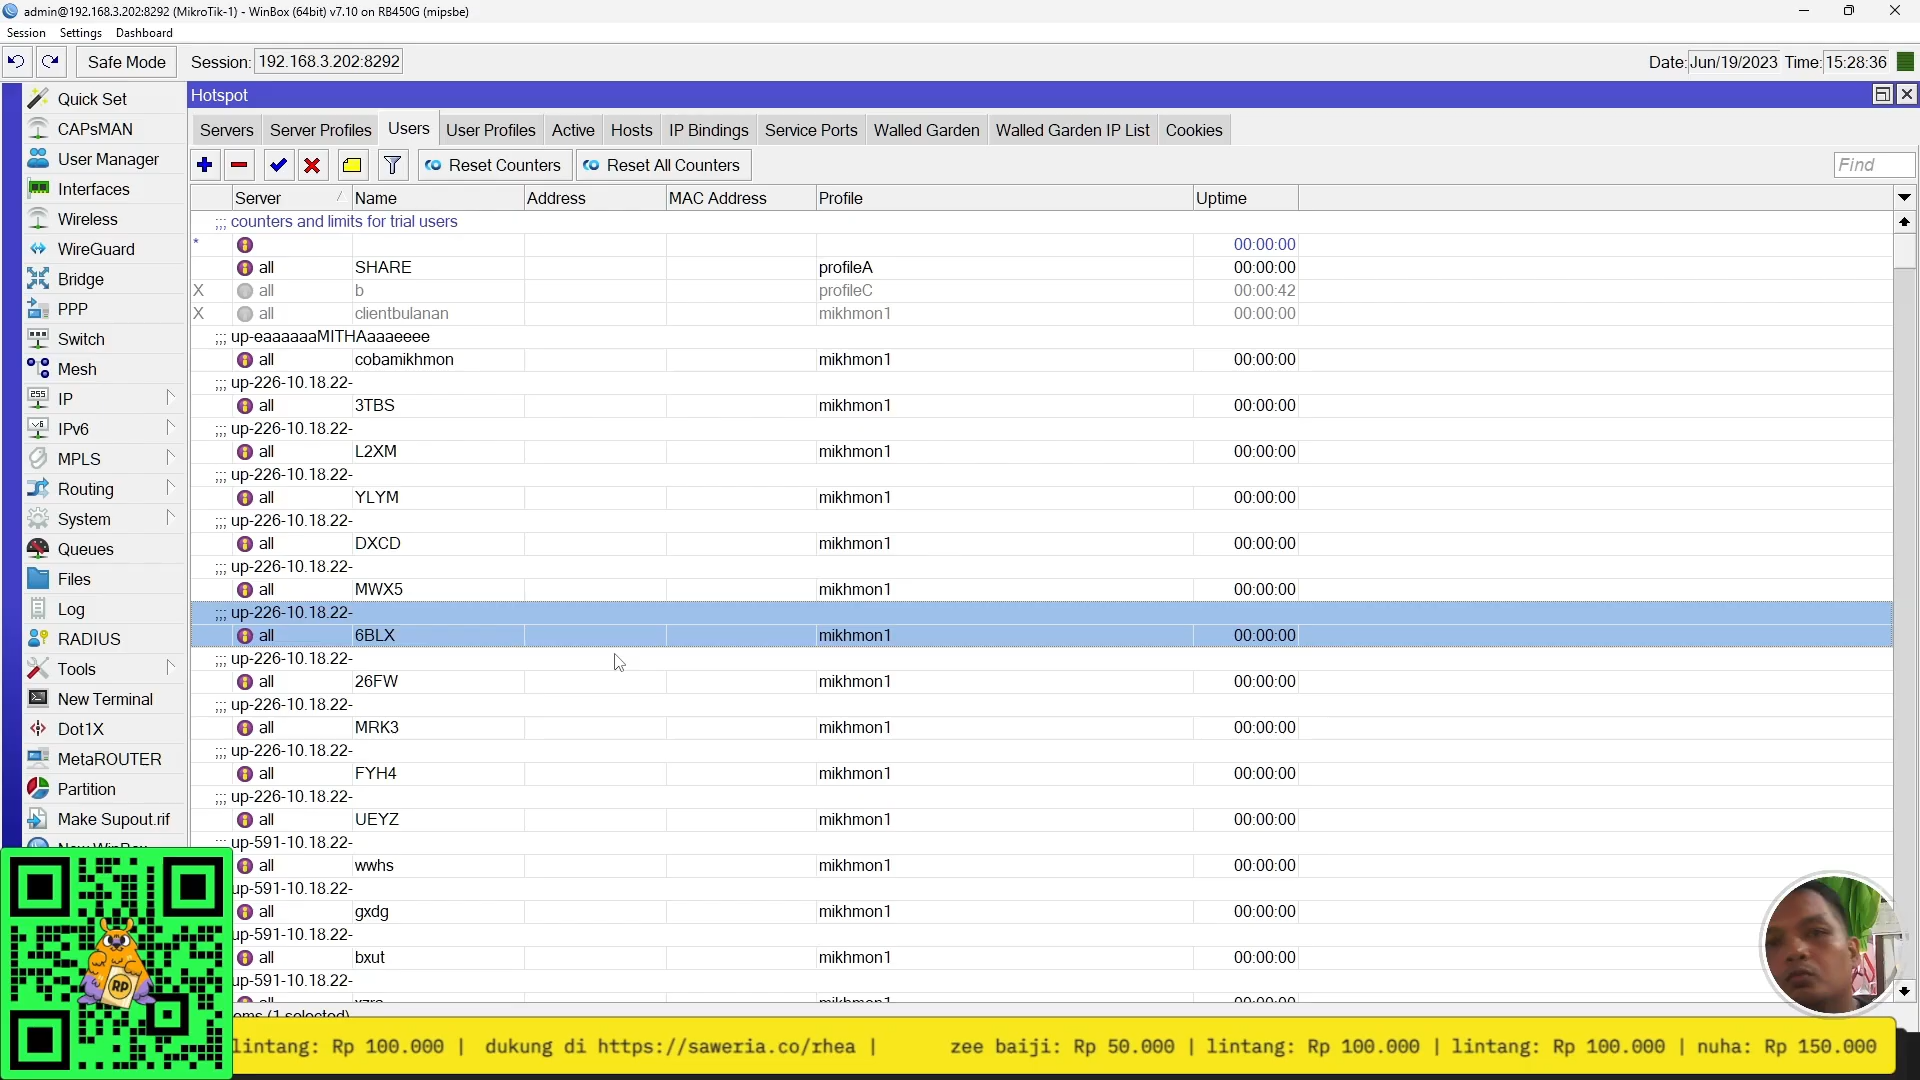 admin@192.168.3.202:8292 (MikroTik-1) - WinBox (64bit) v7.10 on RB450G (mipsbe)
Session Settings Dashboard
Safe Mode Session: 192.168.3.202:8292 Date: Jun/19/2023 Time: 15:28:36
Quick Set
CAPsMAN
User Manager
Interfaces
Wireless
WireGuard
Bridge
PPP
Switch
Mesh
IP
IPv6
MPLS
Routing
System
Queues
Files
Log
RADIUS
Tools
New Terminal
Dot1X
MetaROUTER
Partition
Make Supout.rif
New WinBox
Hotspot
Servers Server Profiles Users User Profiles Active Hosts IP Bindings Service Ports Walled Garden Walled Garden IP List Cookies
Reset Counters Reset All Counters Find
Server Name Address MAC Address Profile Uptime
;;; counters and limits for trial users
* 00:00:00
all SHARE profileA 00:00:00
X all b profileC 00:00:42
X all clientbulanan mikhmon1 00:00:00
;;; up-eaaaaaaMITHAaaaeeee
all cobamikhmon mikhmon1 00:00:00
;;; up-226-10.18.22-
all 3TBS mikhmon1 00:00:00
;;; up-226-10.18.22-
all L2XM mikhmon1 00:00:00
;;; up-226-10.18.22-
all YLYM mikhmon1 00:00:00
;;; up-226-10.18.22-
all DXCD mikhmon1 00:00:00
;;; up-226-10.18.22-
all MWX5 mikhmon1 00:00:00
;;; up-226-10.18.22-
all 6BLX mikhmon1 00:00:00
;;; up-226-10.18.22-
all 26FW mikhmon1 00:00:00
;;; up-226-10.18.22-
all MRK3 mikhmon1 00:00:00
;;; up-226-10.18.22-
all FYH4 mikhmon1 00:00:00
;;; up-226-10.18.22-
all UEYZ mikhmon1 00:00:00
;;; up-591-10.18.22-
all wwhs mikhmon1 00:00:00
up-591-10.18.22-
all gxdg mikhmon1 00:00:00
up-591-10.18.22-
all bxut mikhmon1 00:00:00
up-591-10.18.22-
all mikhmon1 00:00:00
(1 selected)
RP
lintang: Rp 100.000 | dukung di https://saweria.co/rhea | zee baiji: Rp 50.000 | lintang: Rp 100.000 | lintang: Rp 100.000 | nuha: Rp 150.000